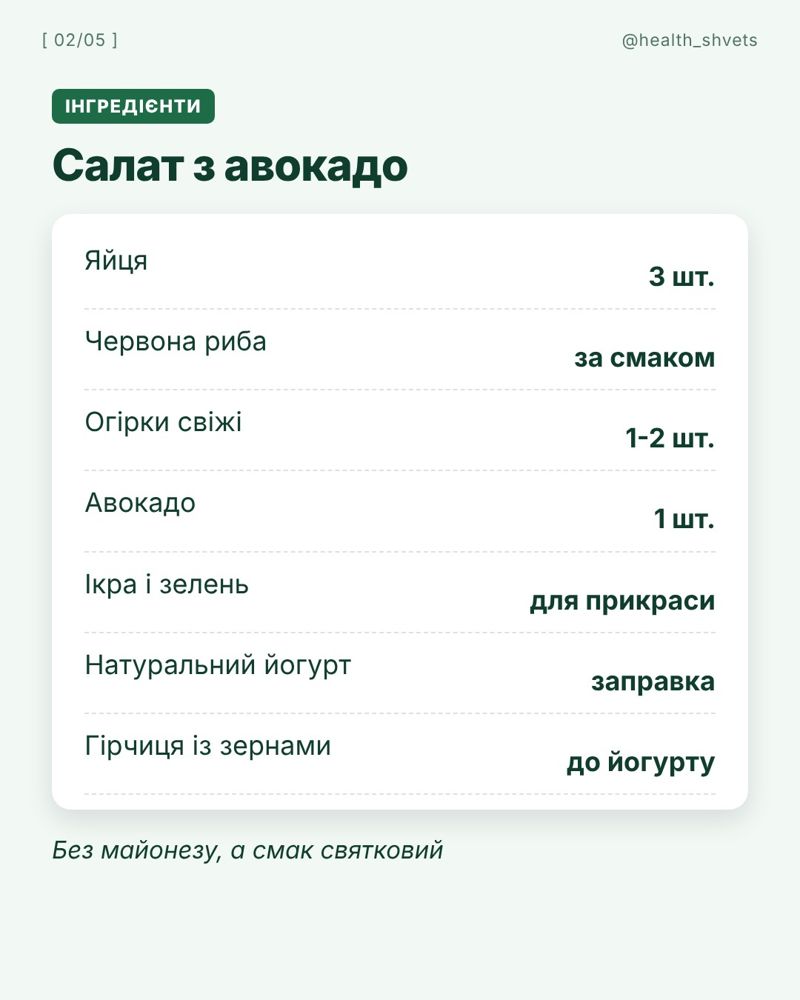 [ 02/05 ]
@health_shvets
ІНГРЕДІЄНТИ
Салат з авокадо
Яйця
3 шт.
Червона риба
за смаком
Огірки свіжі
1-2 шт.
Авокадо
1 шт.
Ікра і зелень
для прикраси
Натуральний йогурт
заправка
Гірчиця із зернами
до йогурту
Без майонезу, а смак святковий